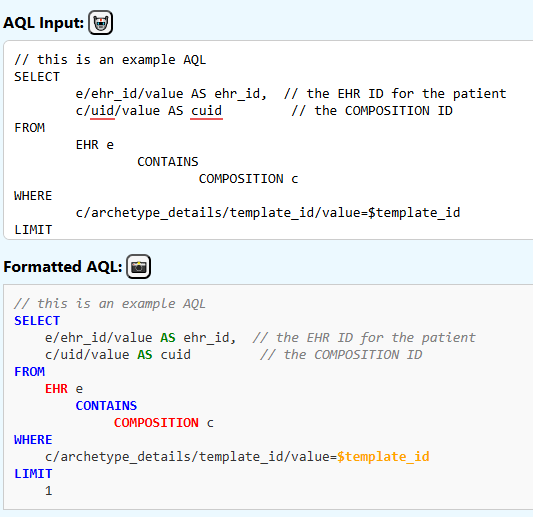 AQL Input:
// this is an example AQL
SELECT
        e/ehr_id/value AS ehr_id,  // the EHR ID for the patient
        c/uid/value AS cuid         // the COMPOSITION ID
FROM
        EHR e
                CONTAINS
                        COMPOSITION c
WHERE
        c/archetype_details/template_id/value=$template_id
LIMIT
Formatted AQL:
// this is an example AQL
SELECT
    e/ehr_id/value AS ehr_id,  // the EHR ID for the patient
    c/uid/value AS cuid         // the COMPOSITION ID
FROM
    EHR e
        CONTAINS
             COMPOSITION c
WHERE
    c/archetype_details/template_id/value=$template_id
LIMIT
    1